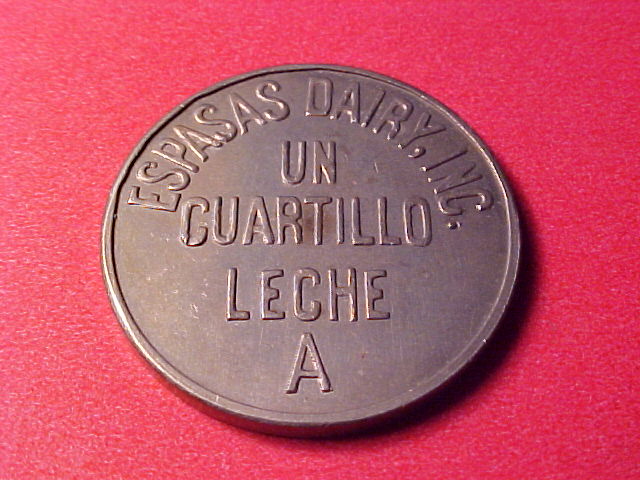 ESPASAS DAIRY, INC.
UN
CUARTILLO
LECHE
A